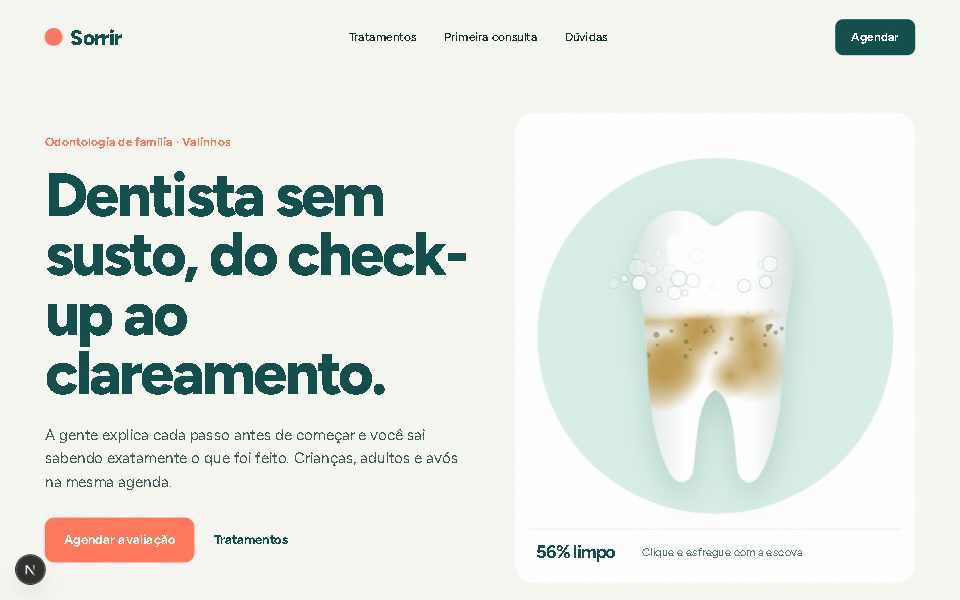 Sorrir
Tratamentos
Primeira consulta
Dúvidas
Agendar
Odontologia de família · Valinhos
Dentista sem
susto, do check-
up ao
clareamento.
A gente explica cada passo antes de começar e você sai
sabendo exatamente o que foi feito. Crianças, adultos e avós
na mesma agenda.
Agendar avaliação
Tratamentos
56% limpo
Clique e esfregue com a escova
N